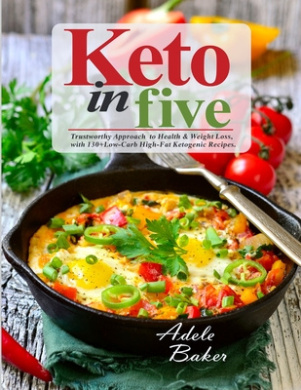 Keto
in five
Trustworthy Approach to Health & Weight Loss,
with 130+Low-Carb High-Fat Ketogenic Recipes.
Adele
Baker